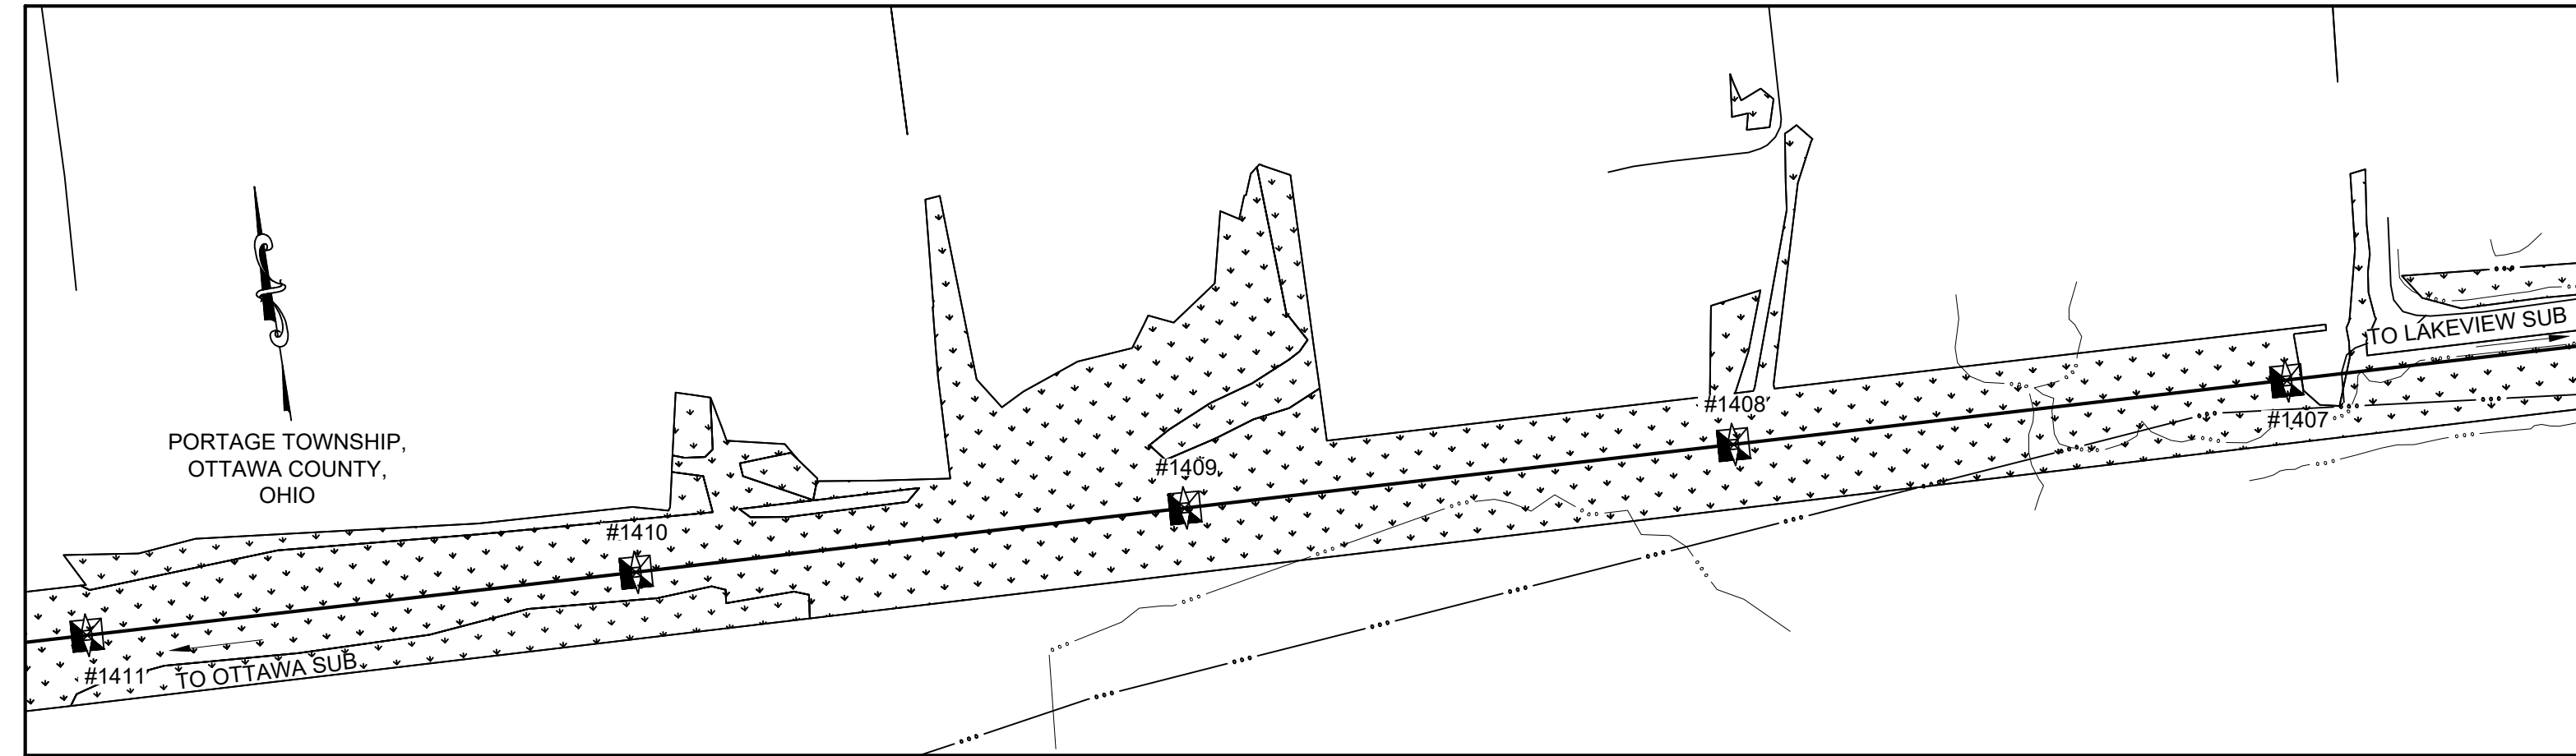 PORTAGE TOWNSHIP,
OTTAWA COUNTY,
OHIO
#1411
TO OTTAWA SUB
#1410
#1409
#1408
#1407
TO LAKEVIEW SUB